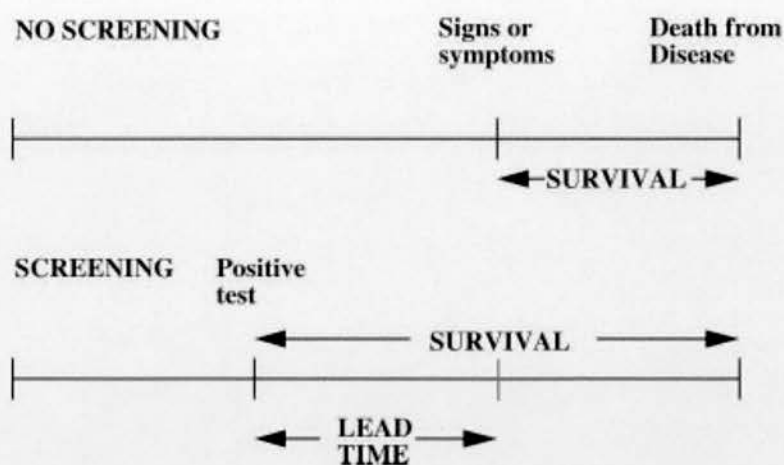 NO SCREENING
Signs or
symptoms
Death from
Disease
SURVIVAL
SCREENING
Positive
test
SURVIVAL
LEAD
TIME